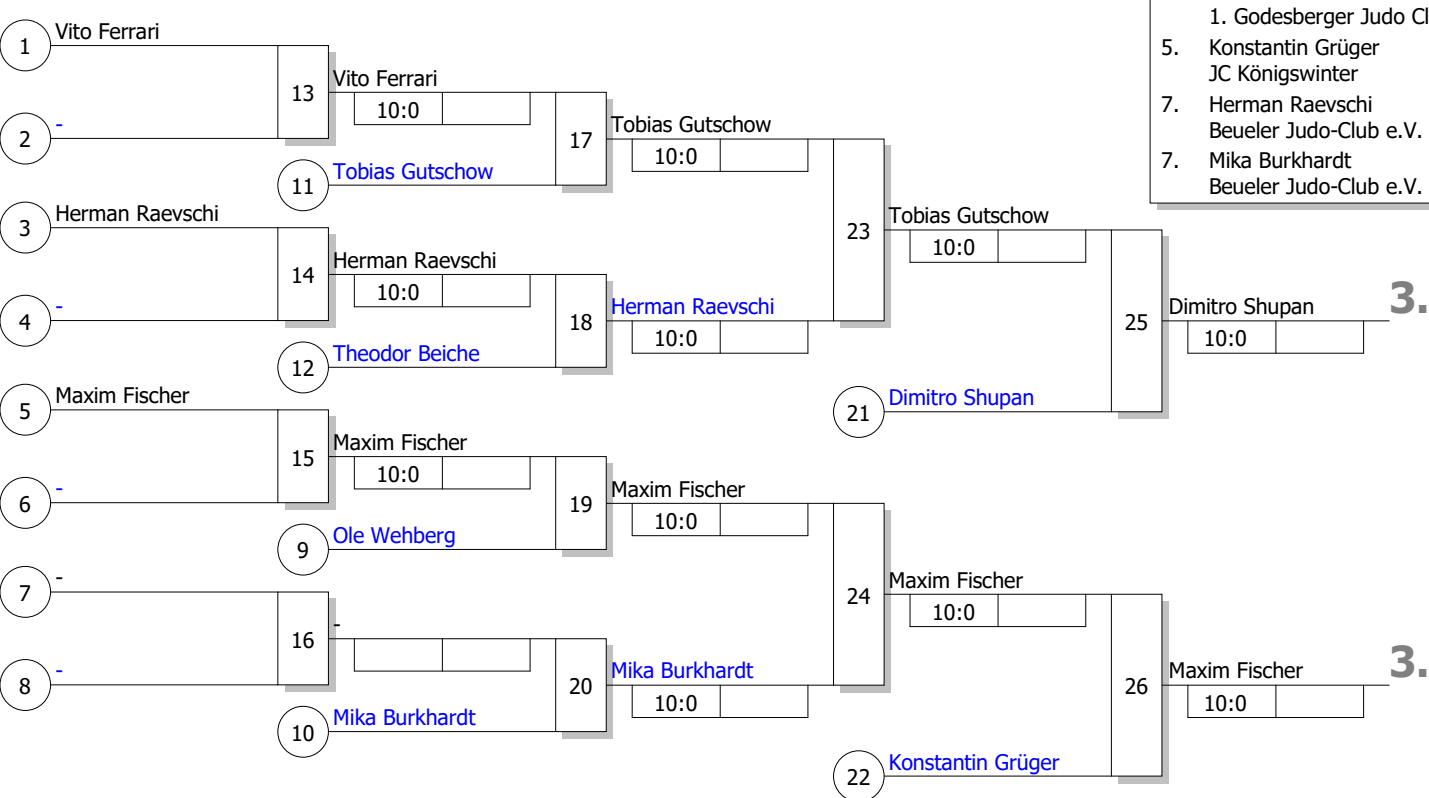 1. Godesberger Judo Cl
5. Konstantin Grüger
JC Königswinter
7. Herman Raevschi
Beueler Judo-Club e.V.
7. Mika Burkhardt
Beueler Judo-Club e.V.
1 Vito Ferrari
2 -
13 Vito Ferrari
10:0
11 Tobias Gutschow
17 Tobias Gutschow
10:0
3 Herman Raevschi
4 -
14 Herman Raevschi
10:0
12 Theodor Beiche
18 Herman Raevschi
10:0
23 Tobias Gutschow
10:0
21 Dimitro Shupan
25 Dimitro Shupan 3.
10:0
5 Maxim Fischer
6 -
15 Maxim Fischer
10:0
9 Ole Wehberg
19 Maxim Fischer
10:0
7 -
8 -
16 -
10 Mika Burkhardt
20 Mika Burkhardt
10:0
24 Maxim Fischer
10:0
22 Konstantin Grüger
26 Maxim Fischer 3.
10:0